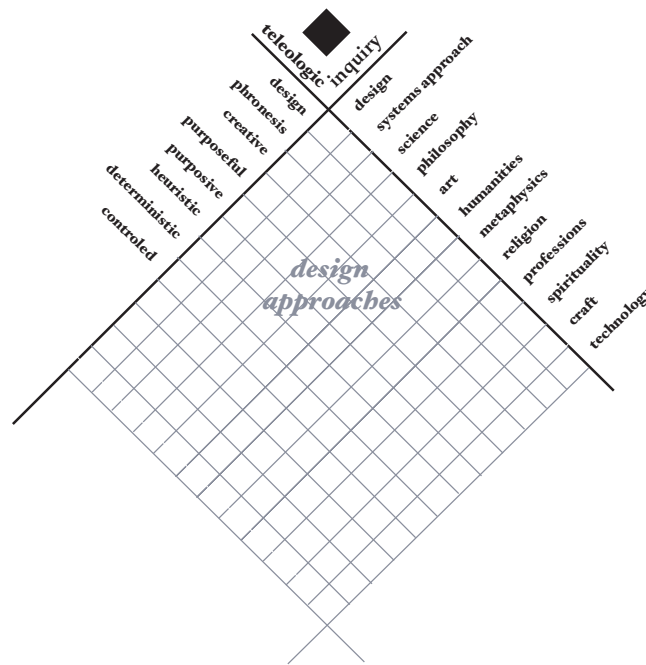 teleologic
inquiry
design
phronesis
creative
purposeful
purposive
heuristic
deterministic
controled
design
systems approach
science
philosophy
art
humanities
metaphysics
religion
professions
spirituality
craft
technology
design
approaches